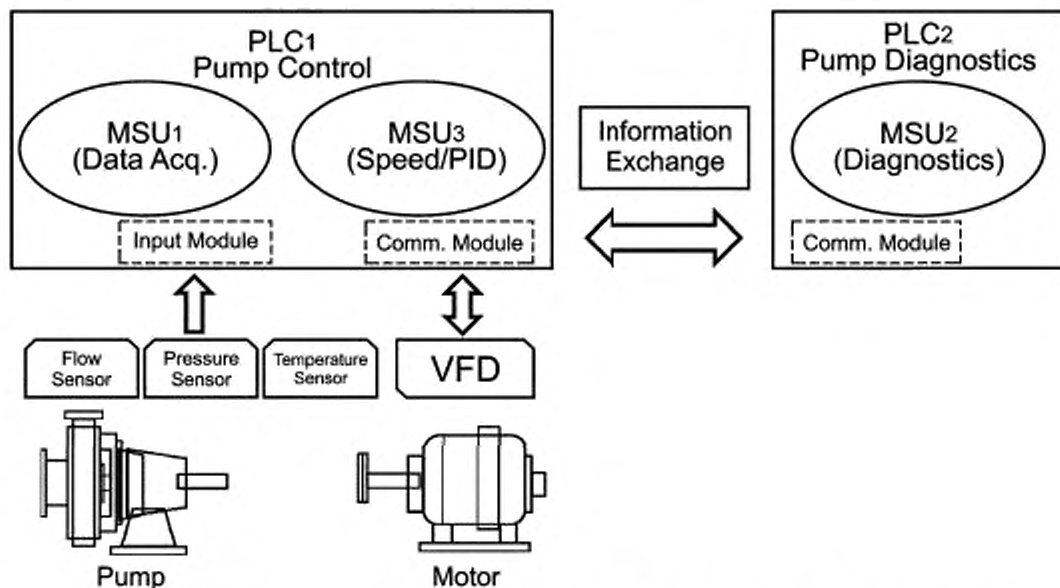 PLC1
Pump Control
MSU1
(Data Acq.)
MSU3
(Speed/PID)
Input Module
Comm. Module
Information
Exchange
PLC2
Pump Diagnostics
MSU2
(Diagnostics)
Comm. Module
Flow
Sensor
Pressure
Sensor
Temperature
Sensor
VFD
Pump
Motor